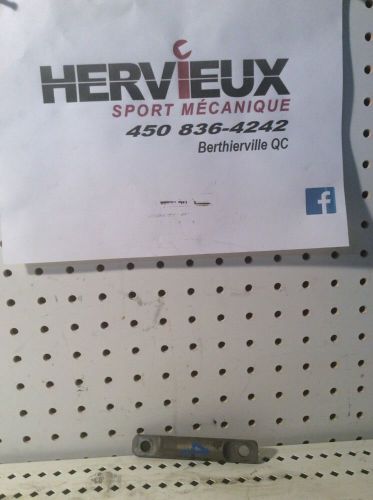 HERVIEUX
SPORT MÉCANIQUE
450 836-4242
Berthierville QC
f